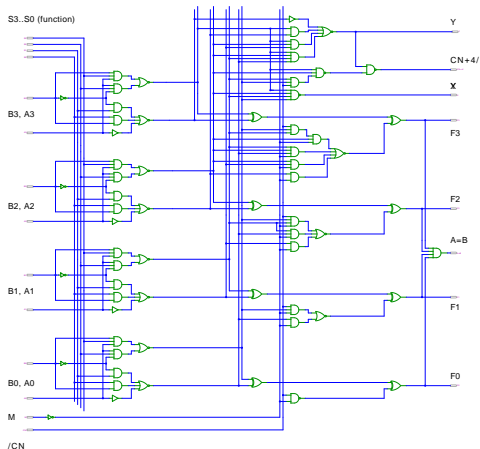 S3..S0 (function)
Y
CN+4/
X
B3, A3
F3
B2, A2
F2
A=B
B1, A1
F1
B0, A0
F0
M
/CN